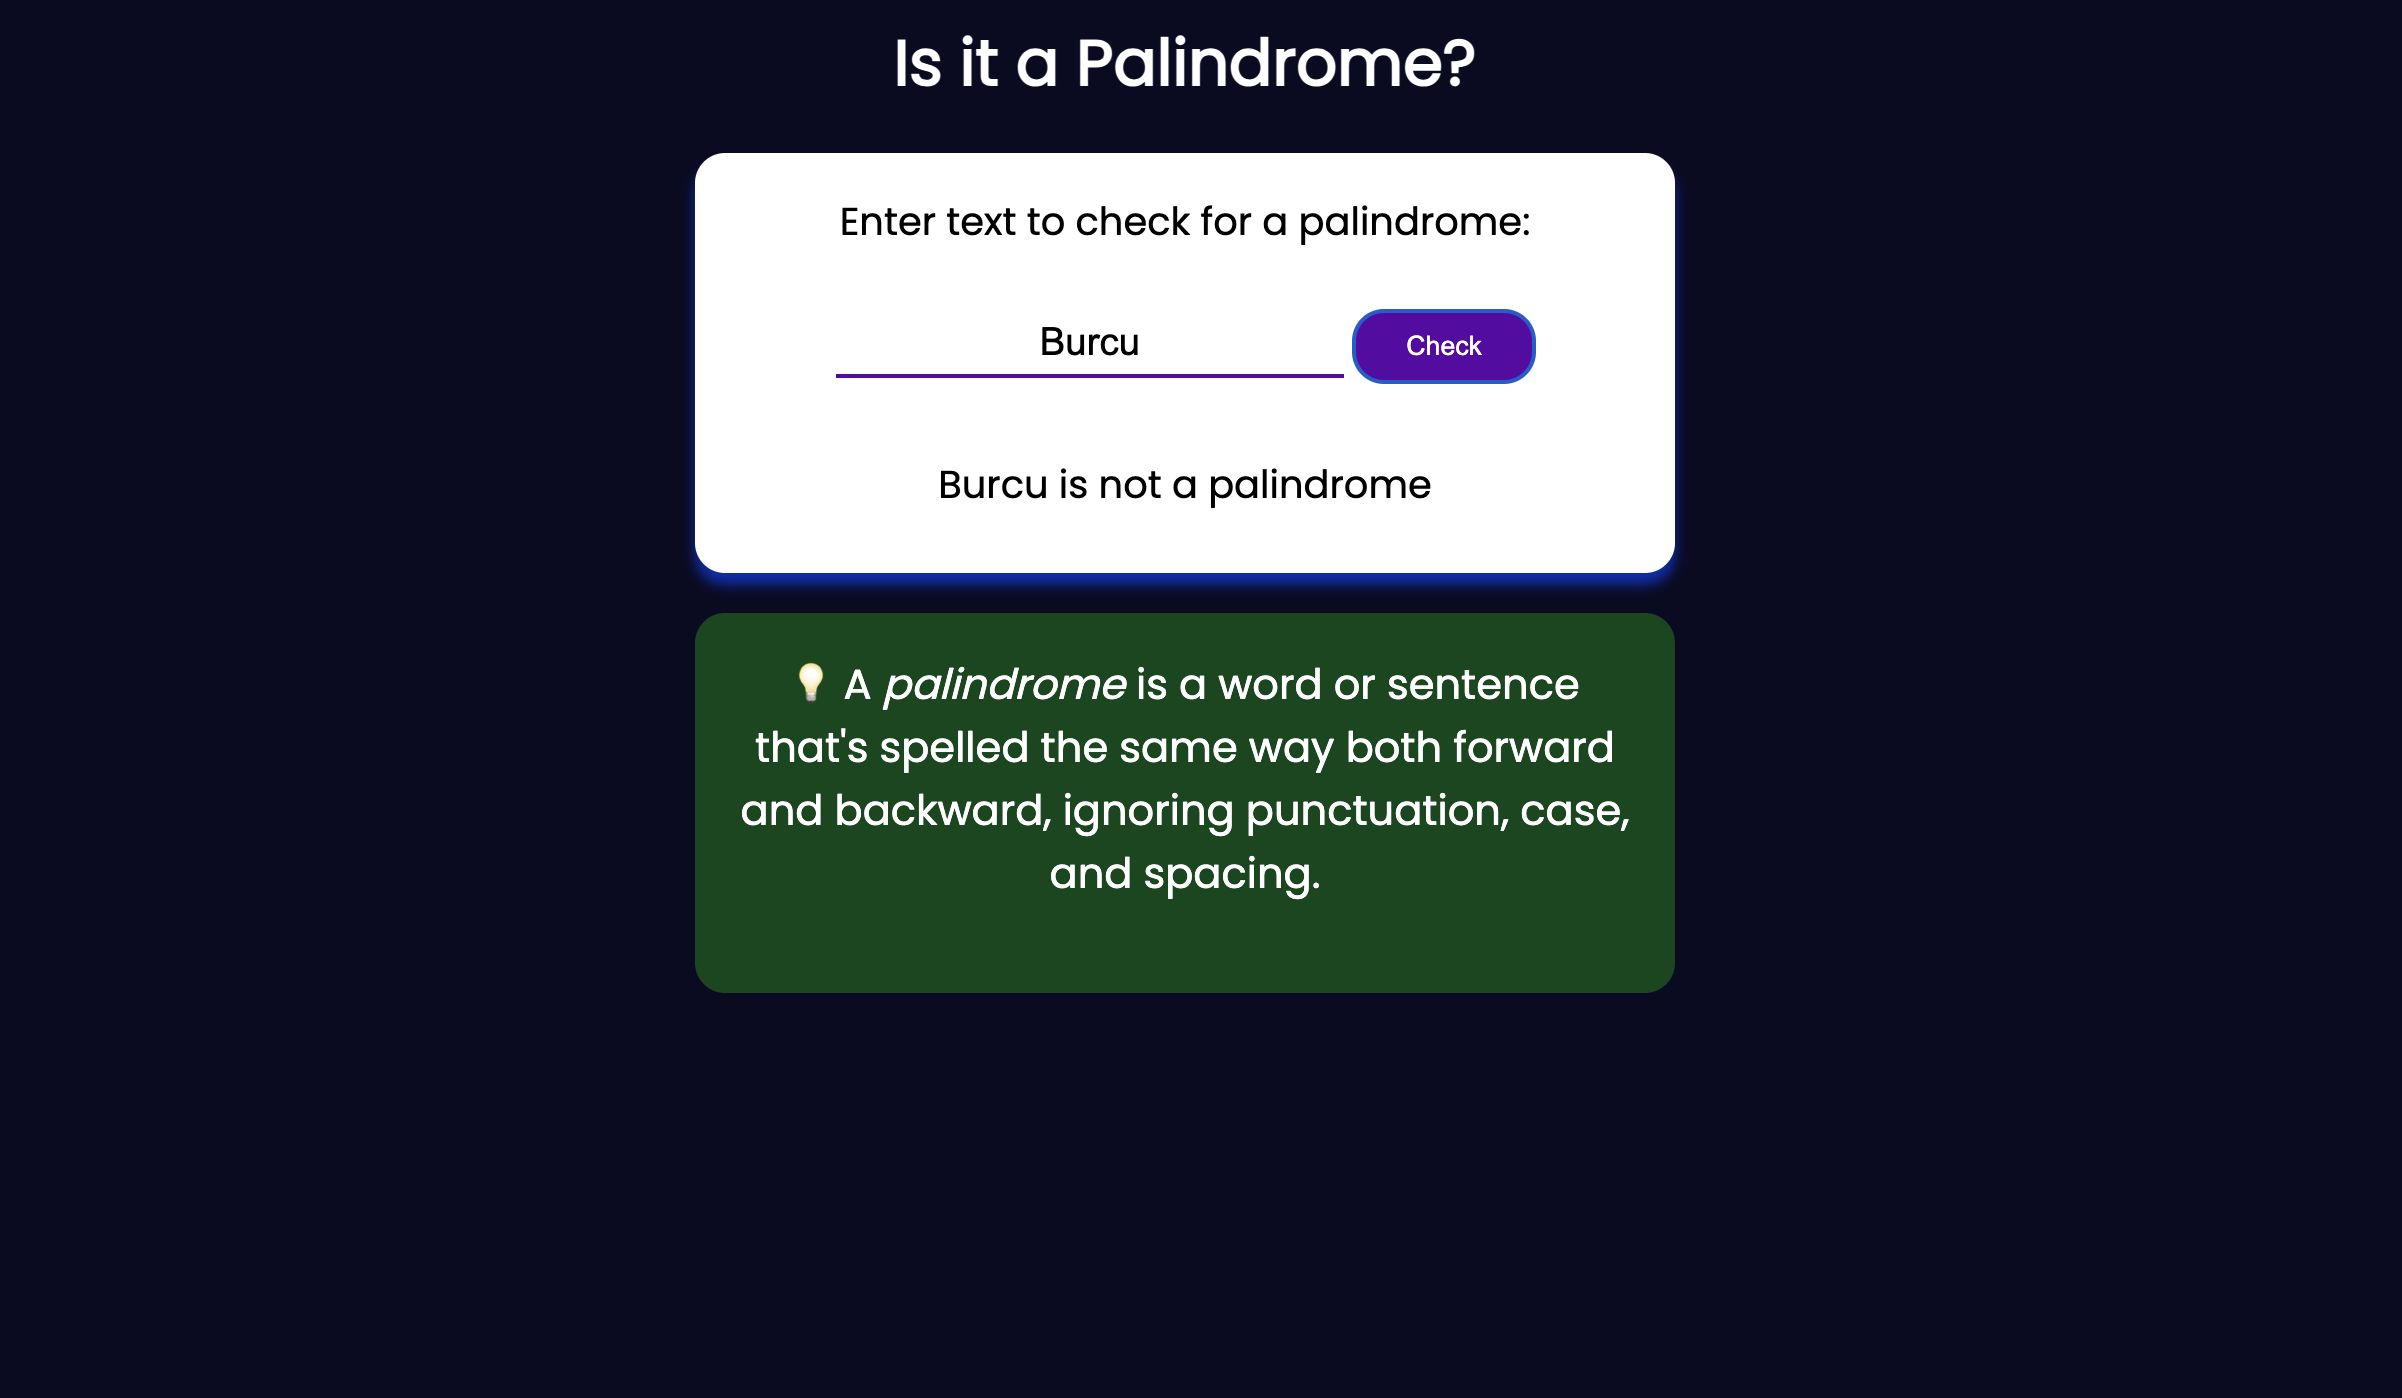 Is it a Palindrome?
Enter text to check for a palindrome:
Burcu
Check
Burcu is not a palindrome
💡 A palindrome is a word or sentence
that's spelled the same way both forward
and backward, ignoring punctuation, case,
and spacing.